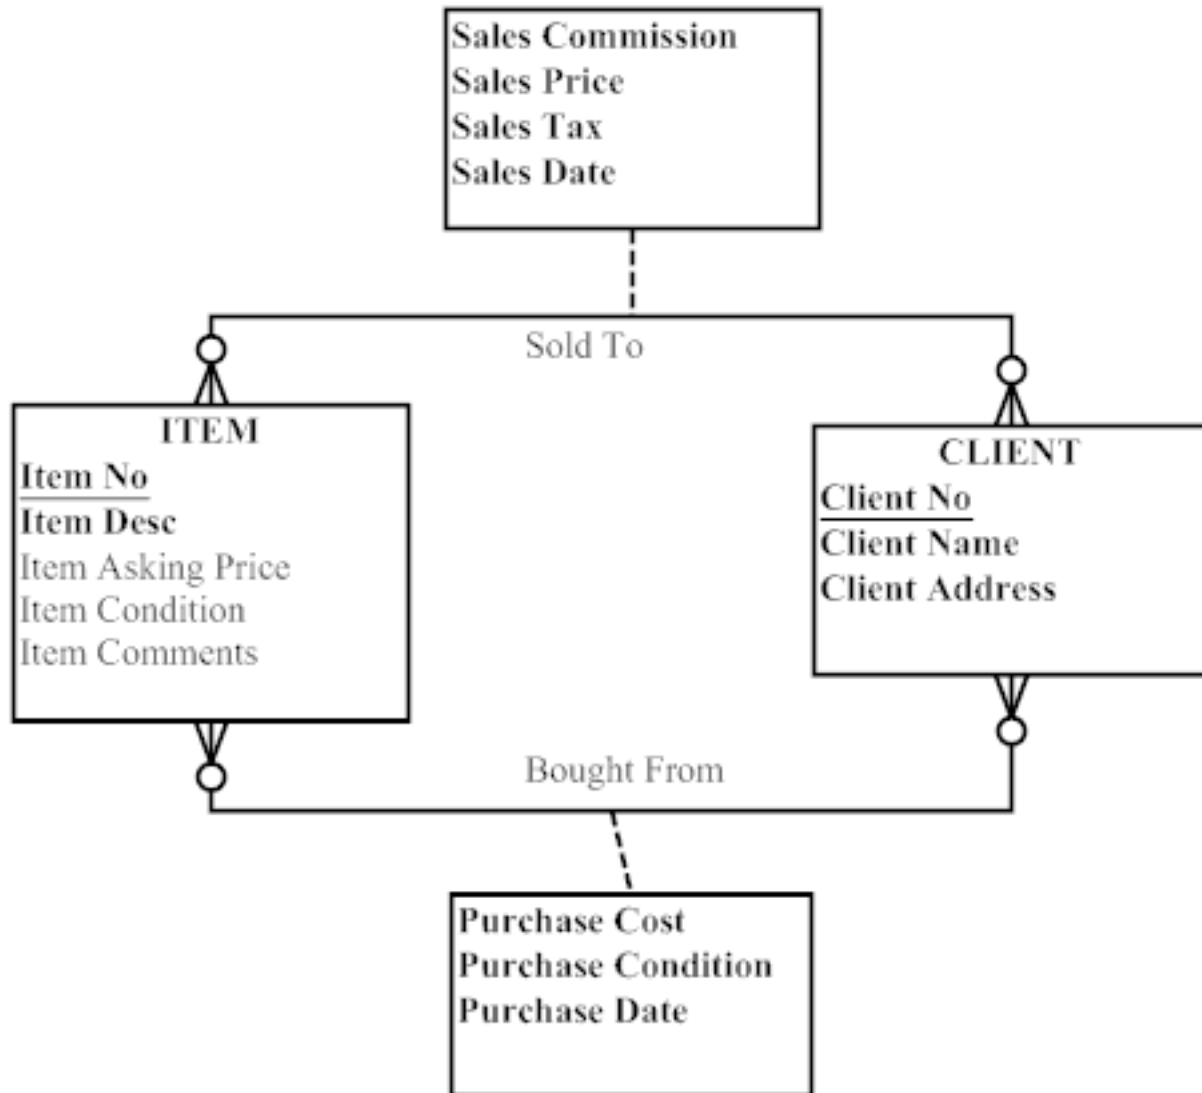 Sales Commission
Sales Price
Sales Tax
Sales Date
Sold To
ITEM
Item No
Item Desc
Item Asking Price
Item Condition
Item Comments
CLIENT
Client No
Client Name
Client Address
Bought From
Purchase Cost
Purchase Condition
Purchase Date